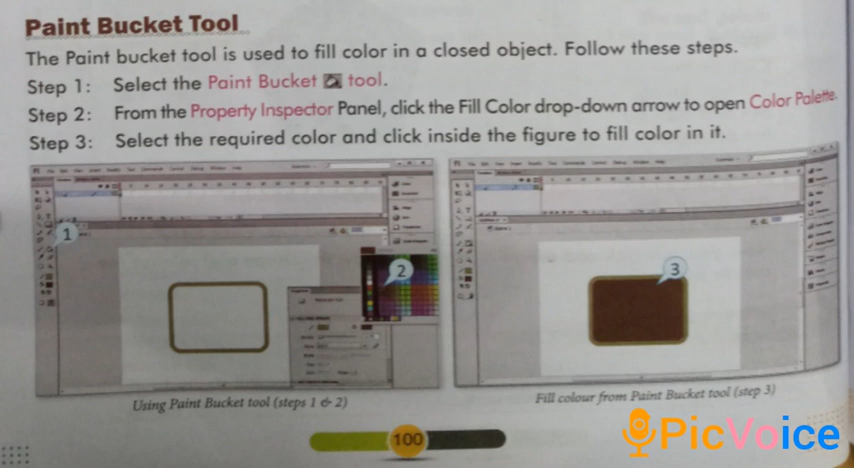 Paint Bucket Tool
The Paint bucket tool is used to fill color in a closed object. Follow these steps.
Step 1: Select the Paint Bucket tool.
Step 2: From the Property Inspector Panel, click the Fill Color drop-down arrow to open Color Palette.
Step 3: Select the required color and click inside the figure to fill color in it.
1
2
3
Using Paint Bucket tool (steps 1 & 2)
Fill colour from Paint Bucket tool (step 3)
100
PicVoice